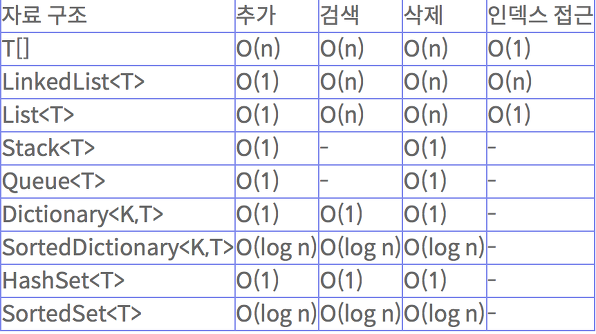 자료 구조 추가 검색 삭제 인덱스 접근
T[] O(n) O(n) O(n) O(1)
LinkedList<T> O(1) O(n) O(n) O(n)
List<T> O(1) O(n) O(n) O(1)
Stack<T> O(1) - O(1) -
Queue<T> O(1) - O(1) -
Dictionary<K,T> O(1) O(1) O(1) -
SortedDictionary<K,T> O(log n) O(log n) O(log n) -
HashSet<T> O(1) O(1) O(1) -
SortedSet<T> O(log n) O(log n) O(log n) -